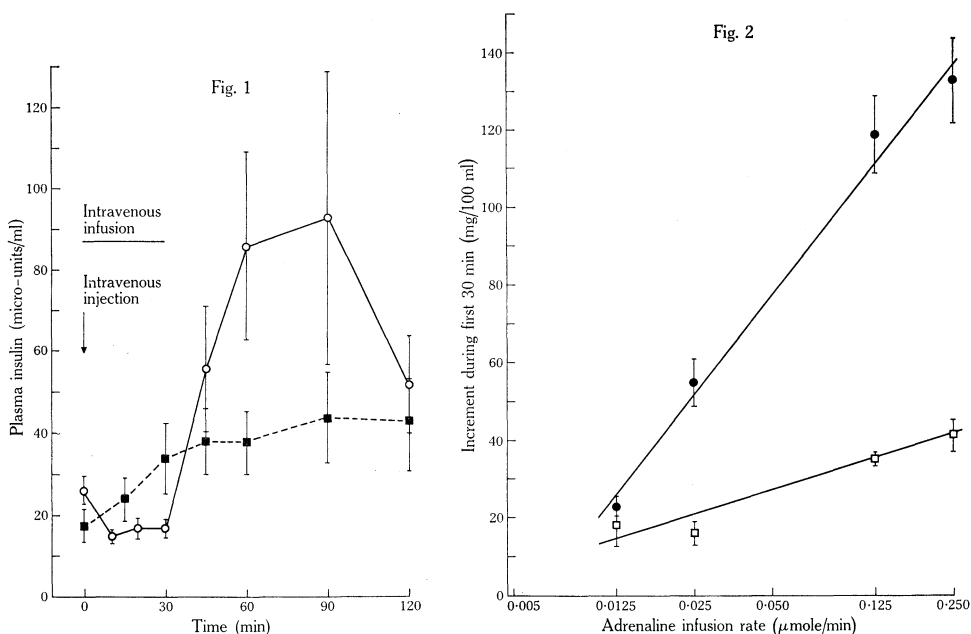 Fig. 1
Plasma insulin (micro-units/ml)
120
100
80
60
40
20
0
Intravenous
infusion
Intravenous
injection
0 30 60 90 120
Time (min)
Fig. 2
Increment during first 30 min (mg/100 ml)
140
120
100
80
60
40
20
0
0·005 0·0125 0·025 0·050 0·125 0·250
Adrenaline infusion rate (μmole/min)